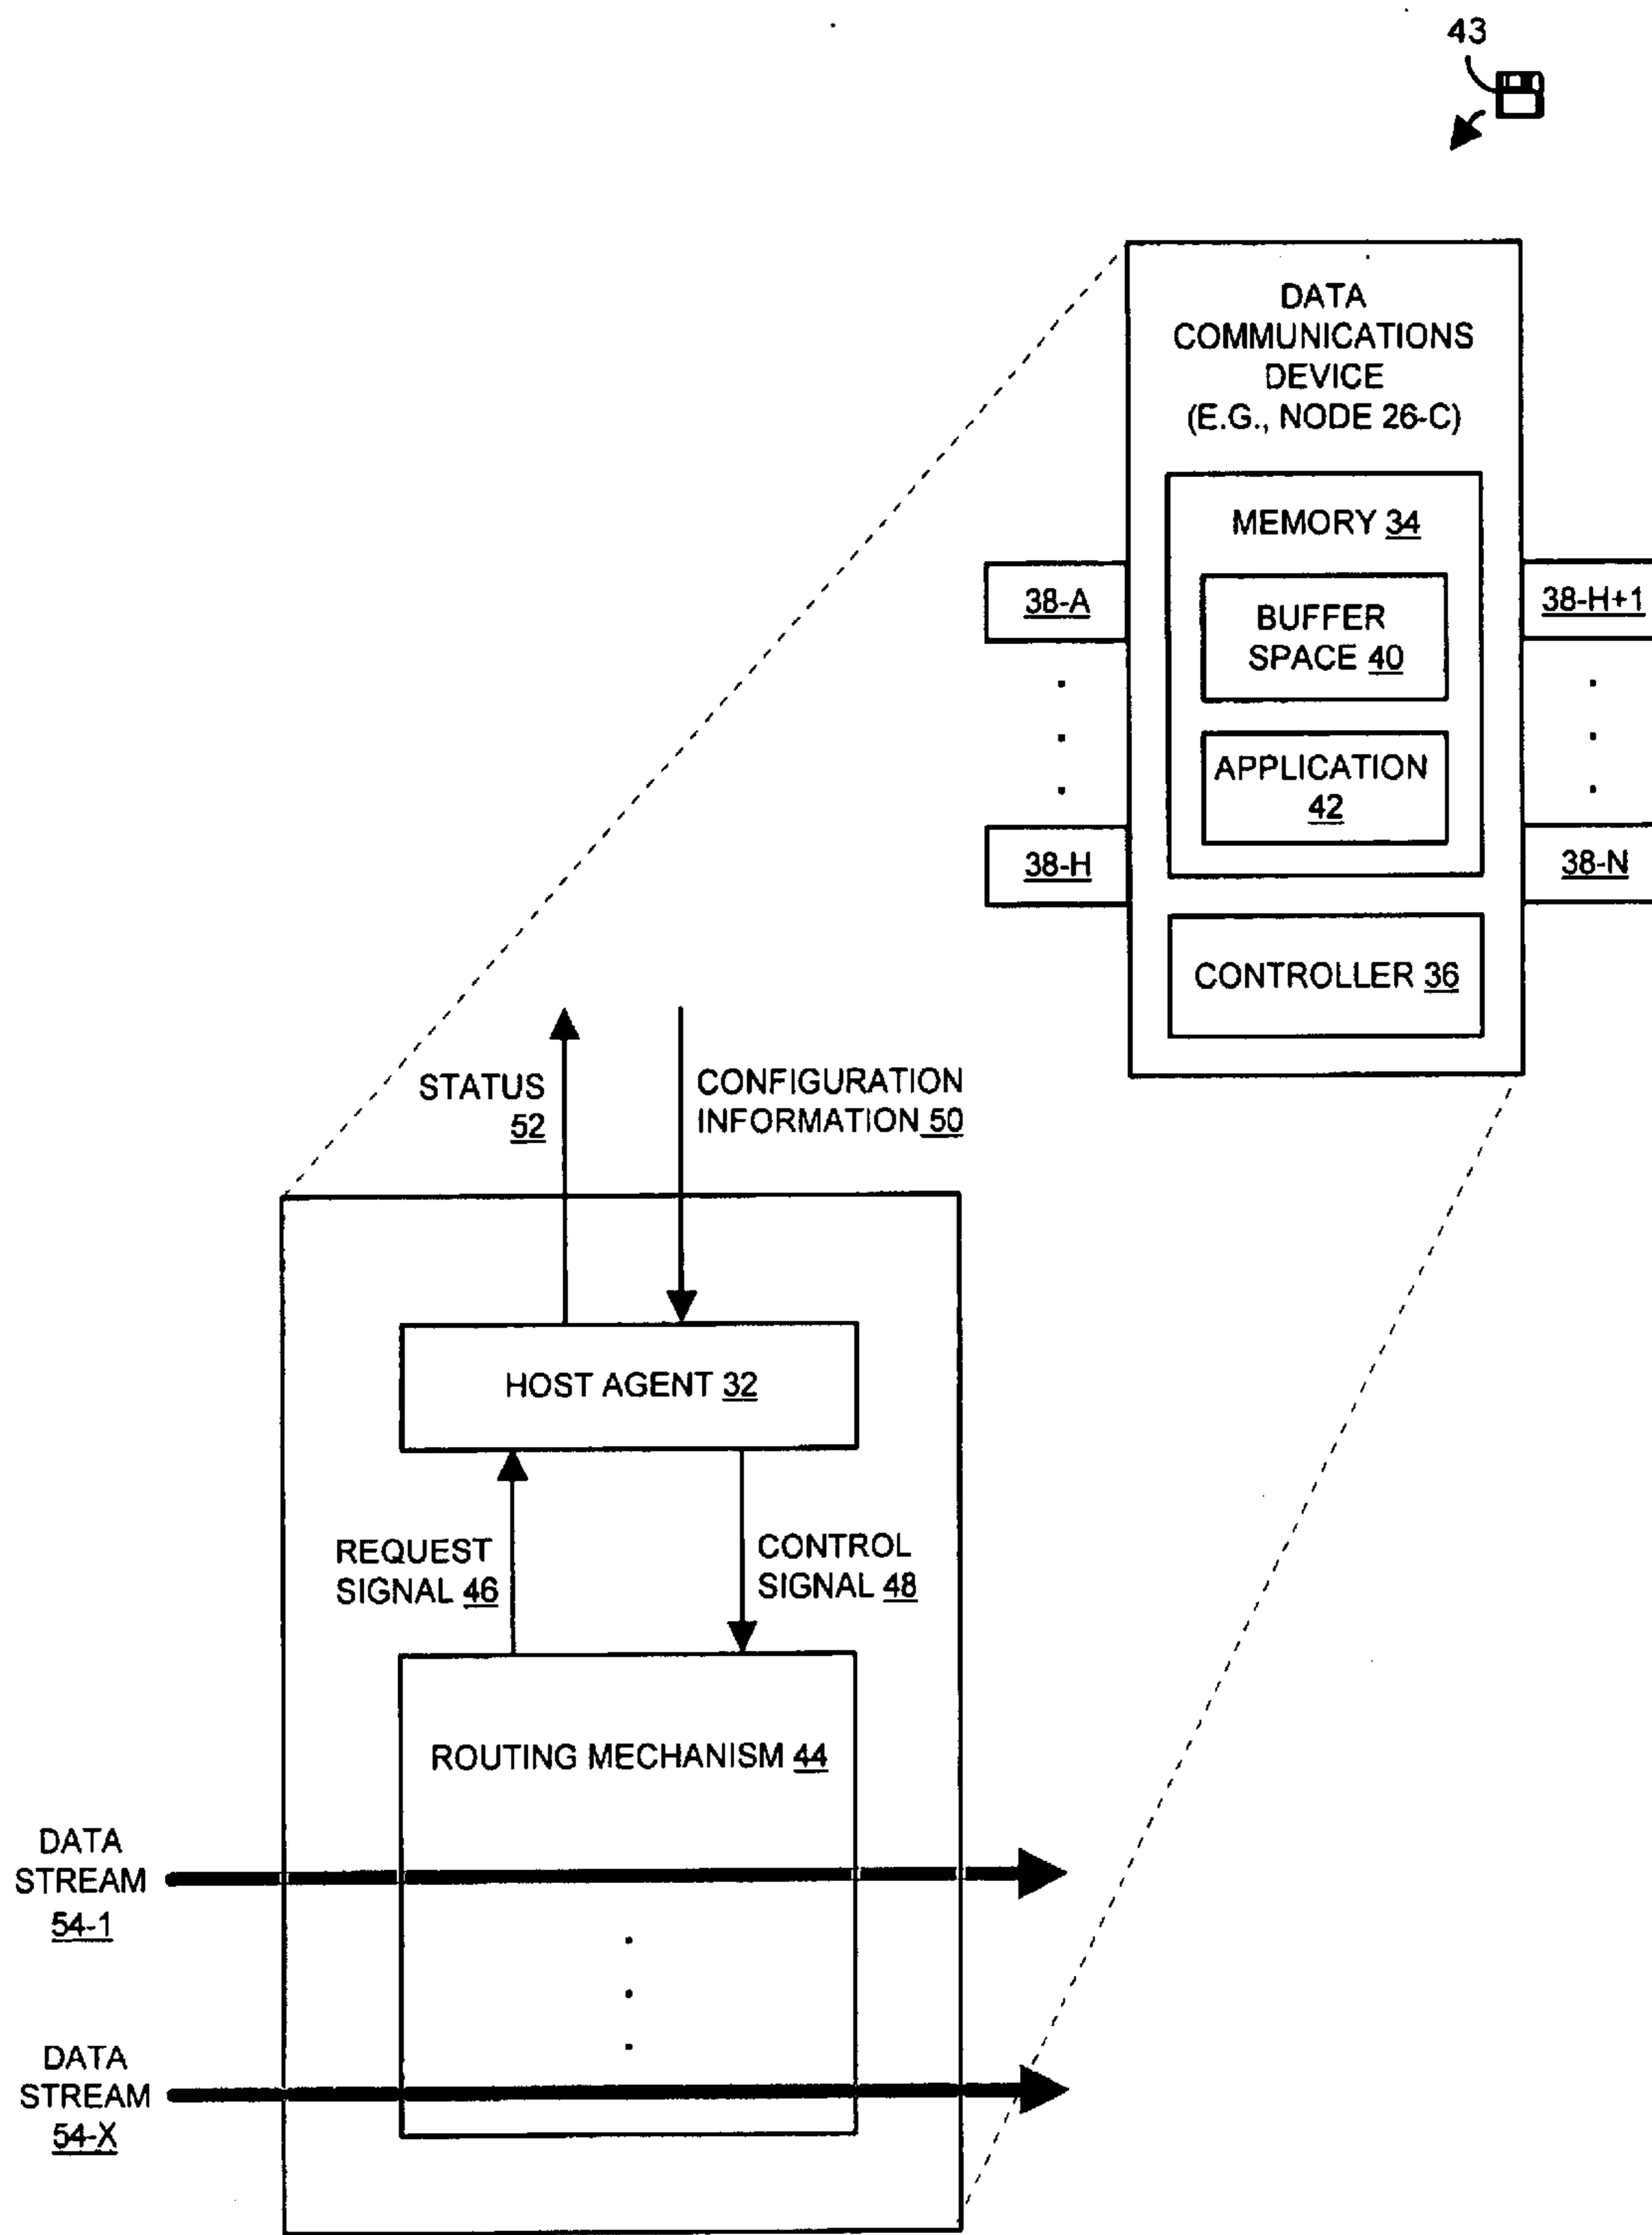 43
DATA
COMMUNICATIONS
DEVICE
(E.G., NODE 26-C)
MEMORY 34
38-A
BUFFER
SPACE 40
38-H+1
APPLICATION
42
38-H
38-N
CONTROLLER 36
STATUS
52
CONFIGURATION
INFORMATION 50
HOST AGENT 32
REQUEST
SIGNAL 46
CONTROL
SIGNAL 48
ROUTING MECHANISM 44
DATA
STREAM
54-1
DATA
STREAM
54-X